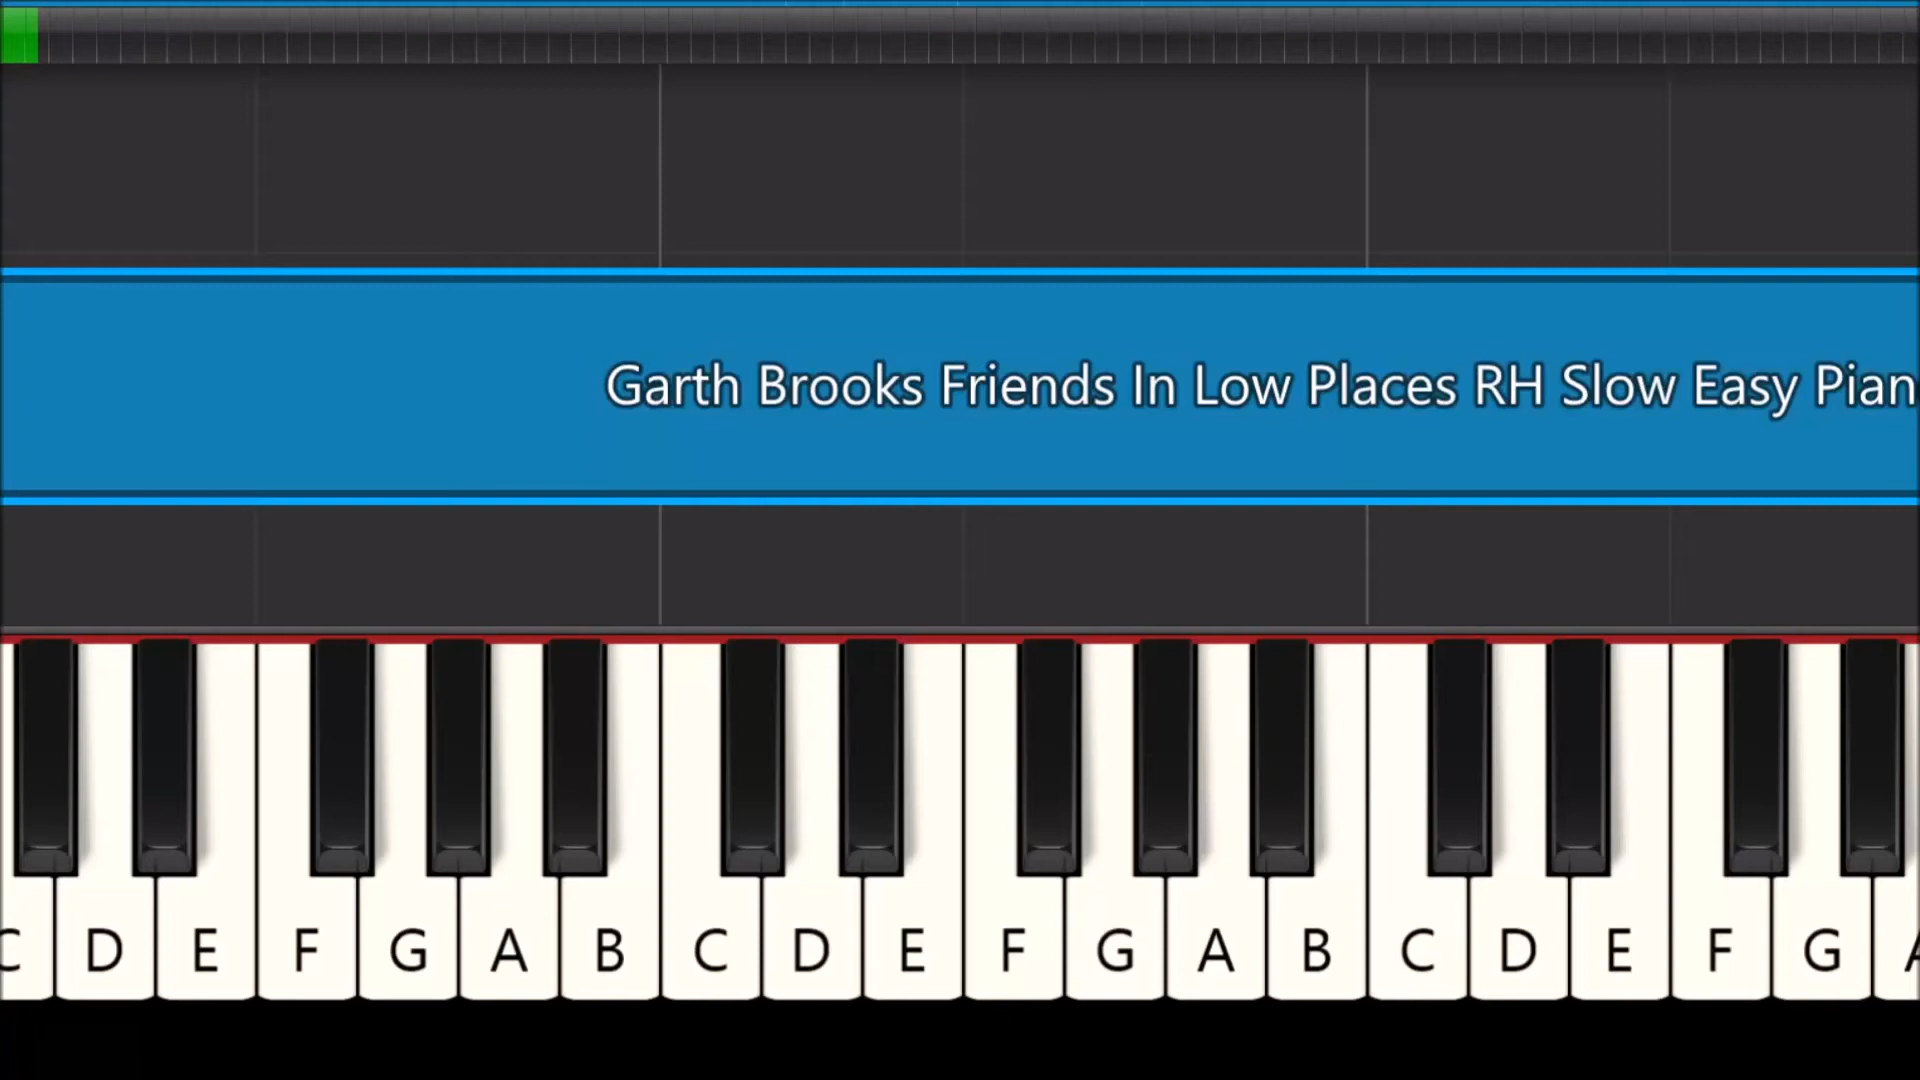 Garth Brooks Friends In Low Places RH Slow Easy Pian
C D E F G A B C D E F G A B C D E F G A